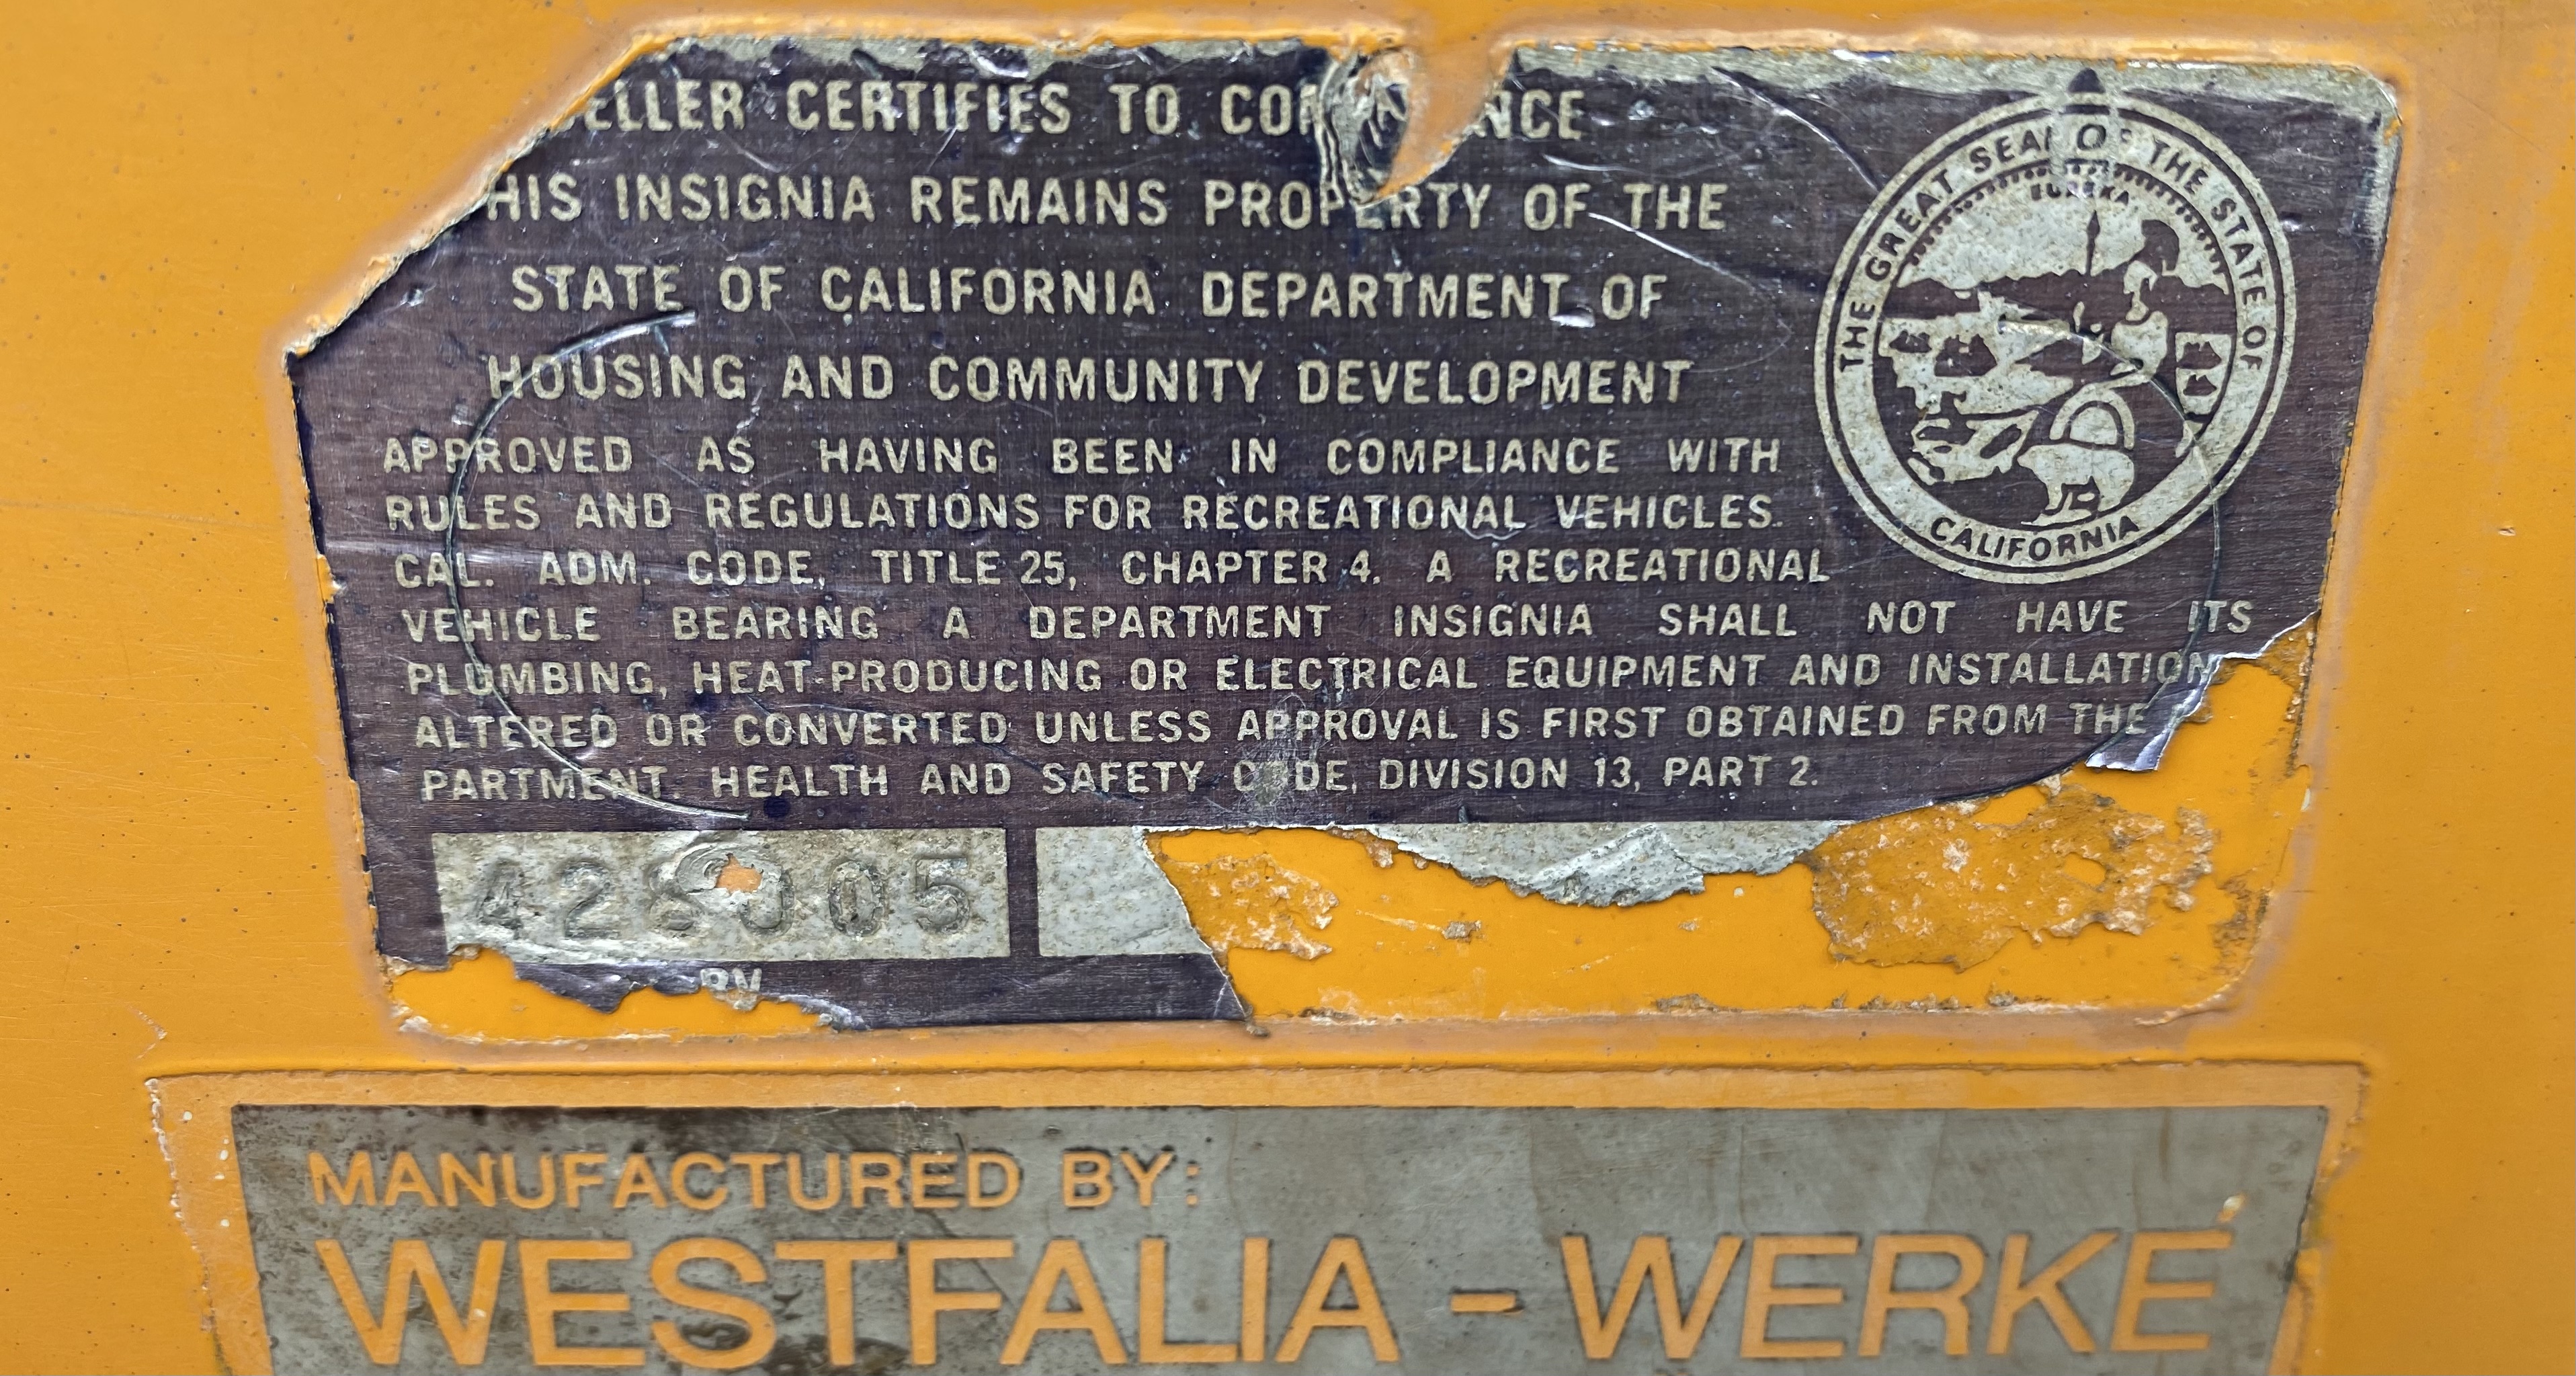 ELLER CERTIFIES TO
HIS INSIGNIA REMAINS PROPERTY OF THE
STATE OF CALIFORNIA DEPARTMENT OF
HOUSING AND COMMUNITY DEVELOPMENT
APPROVED AS HAVING BEEN IN COMPLIANCE WITH
RULES AND REGULATIONS FOR RECREATIONAL VEHICLES.
CAL. ADM. CODE, TITLE 25, CHAPTER 4. A RECREATIONAL
VEHICLE BEARING A DEPARTMENT INSIGNIA SHALL NOT HAVE ITS
PLUMBING, HEAT-PRODUCING OR ELECTRICAL EQUIPMENT AND INSTALLATION
ALTERED OR CONVERTED UNLESS APPROVAL IS FIRST OBTAINED FROM THE
PARTMENT. HEALTH AND SAFETY CODE, DIVISION 13, PART 2.
THE GREAT SEAL OF THE STATE OF CALIFORNIA
EUREKA
RV
MANUFACTURED BY:
WESTFALIA - WERKE